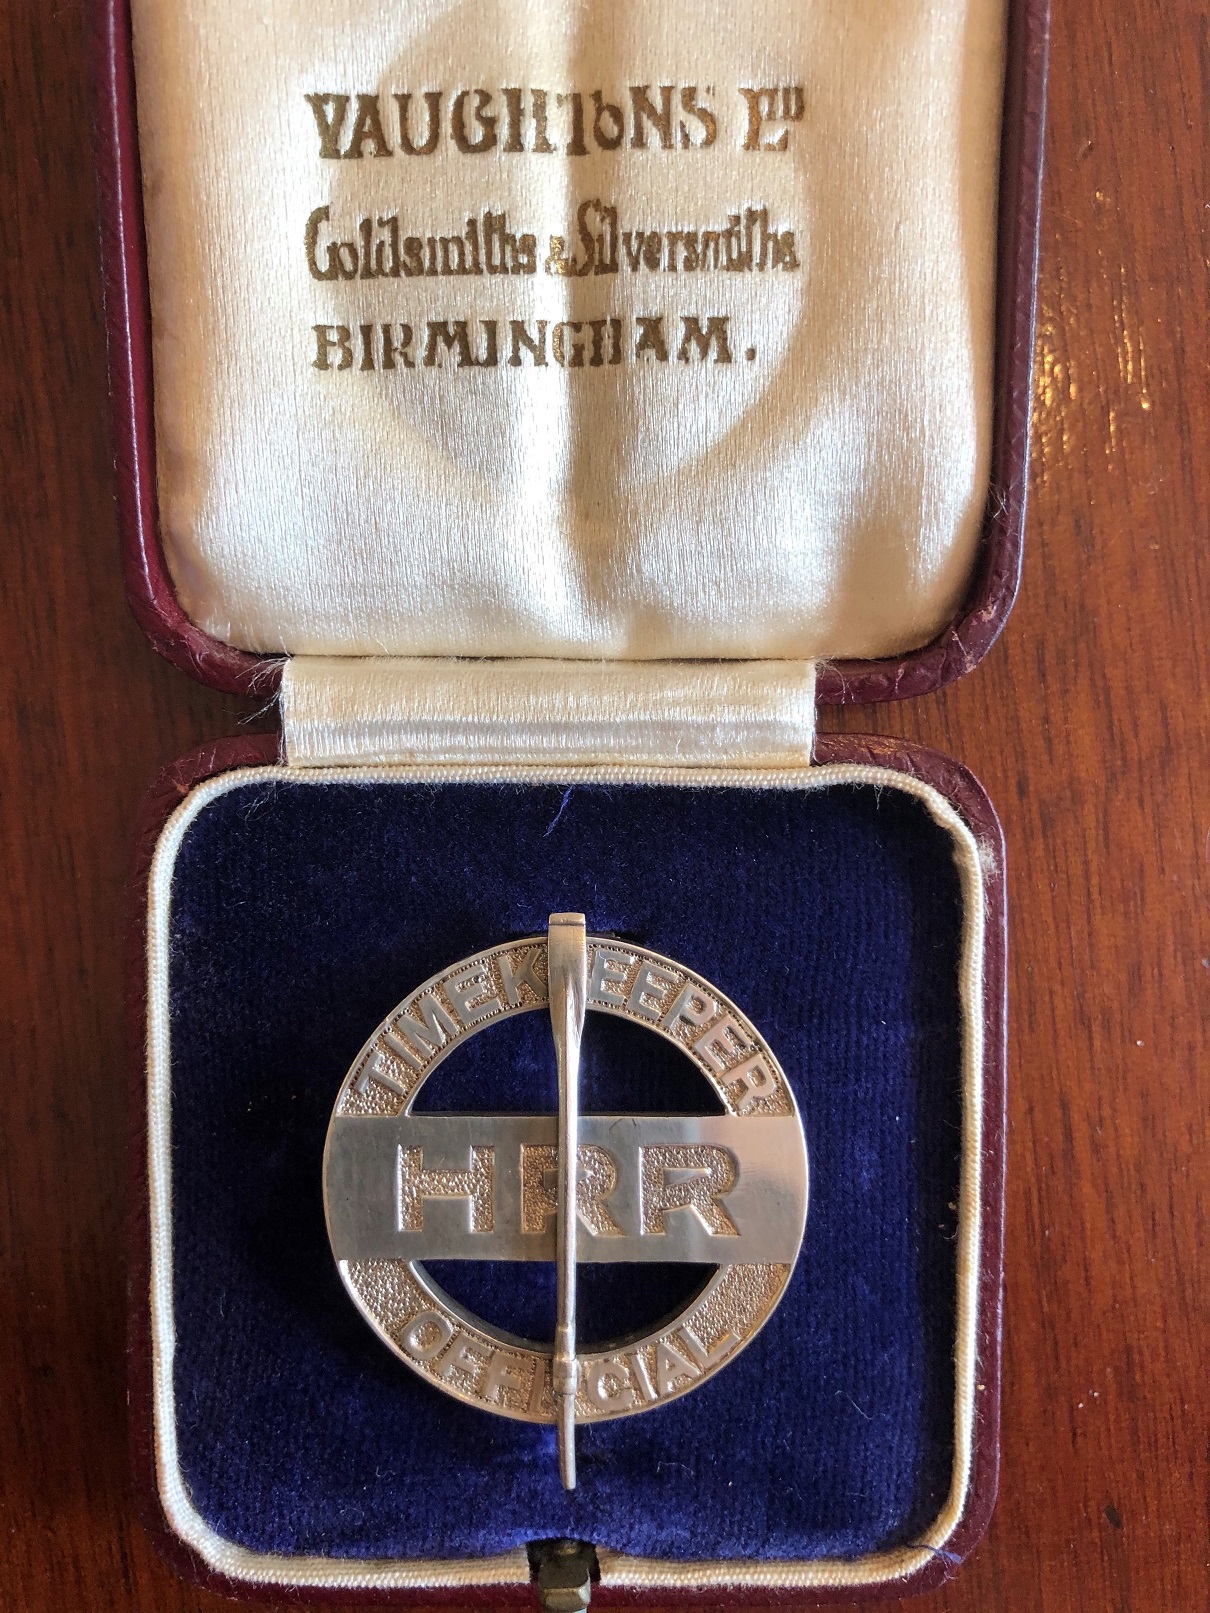 VAUGHTONS LTD
Goldsmiths & Silversmiths
BIRMINGHAM.
TIMEKEEPER
HRR
OFFICIAL